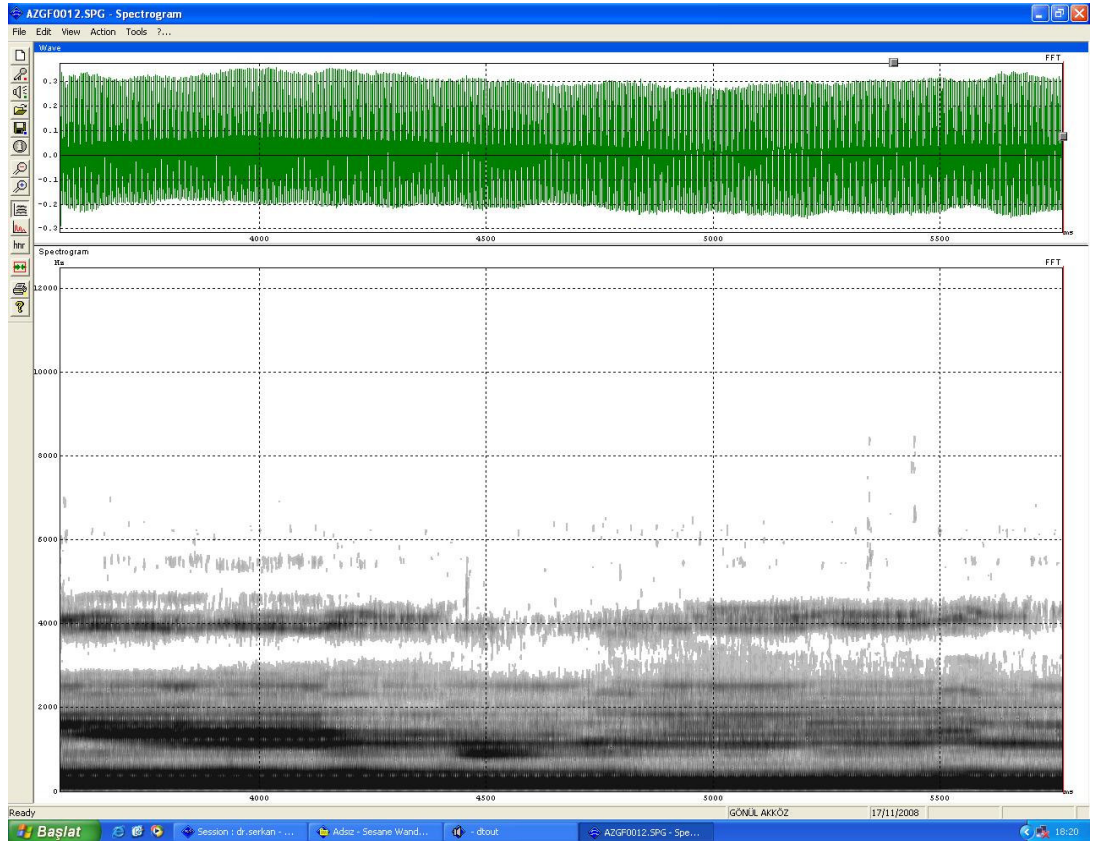 AZGF0012.SPG - Spectrogram
File Edit View Action Tools ?...
Wave
FFT
0.2
0.2
0.1
0.0
-0.1
-0.2
-0.2
4000 4500 5000 5500 ms
hnr
Spectrogram
Hz
FFT
12000
10000
8000
6000
4000
2000
0
4000 4500 5000 5500 ms
Ready GÖNÜL AKKÖZ 17/11/2008
Başlat Session : dr.serkan - ... Adsız - Sesane Wand... - dtout AZGF0012.SPG - Spe... 18:20